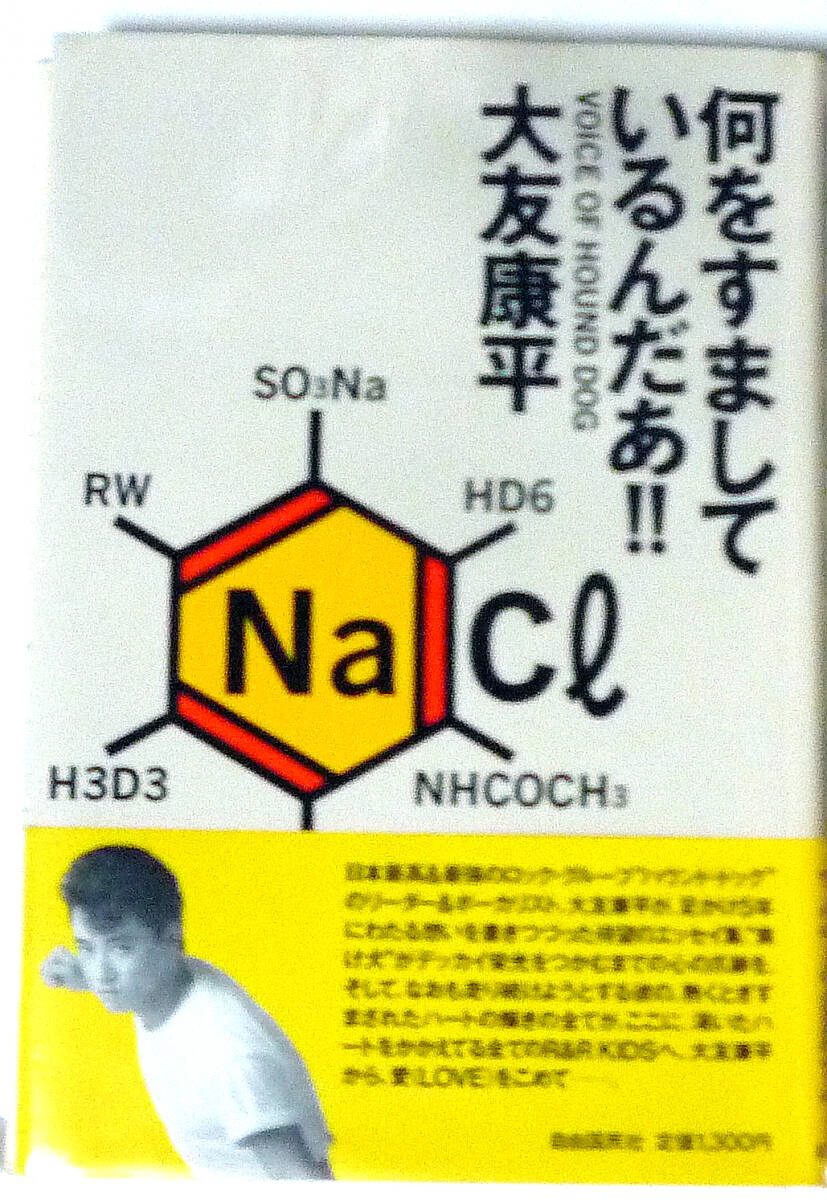 何をすまして
いるんだあ!!
VOICE OF HOUND DOG
大友康平
SO₃Na
RW
HD6
Na
Cℓ
H3D3
NHCOCH₃
日本最高&最強のロック・グループ"ハウンド・ドッグ"
のリーダー&ボーカリスト、大友康平が、足かけ5年
にわたる想いを書きつづった待望のエッセイ集。"負
け犬"がデッカイ栄光をつかむまでの心の爪跡を、
そして、なおも走り続けようとする彼の、熱くとぎす
まされたハートの輝きの全てが、ここに。渇いたハ
ートをかかえてる全てのR&R KIDSへ、大友康平
から、愛(LOVE)をこめて……。
自由国民社 定価1,300円